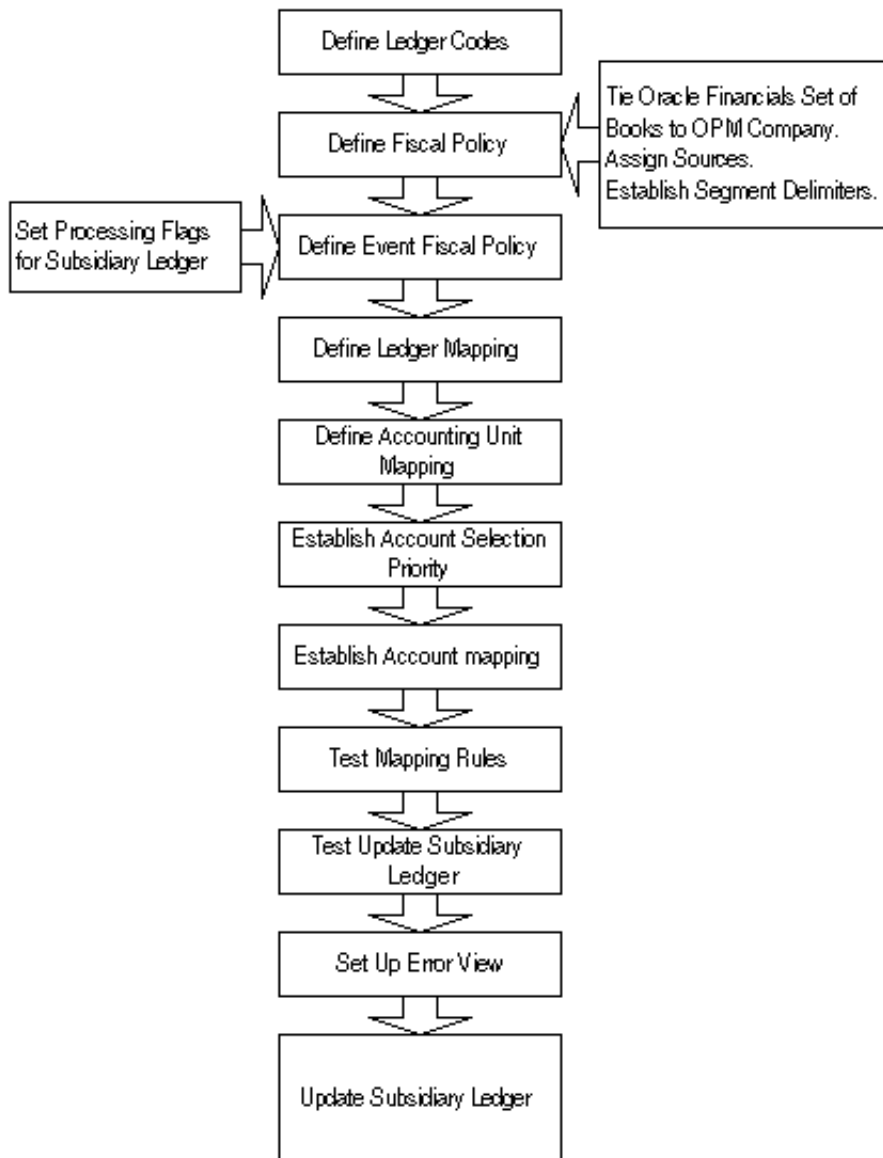 Define Ledger Codes
Tie Oracle Financials Set of
Books to OPM Company.
Assign Sources.
Establish Segment Delimiters.
Define Fiscal Policy
Set Processing Flags
for Subsidiary Ledger
Define Event Fiscal Policy
Define Ledger Mapping
Define Accounting Unit
Mapping
Establish Account Selection
Priority
Establish Account mapping
Test Mapping Rules
Test Update Subsidiary
Ledger
Set Up Error View
Update Subsidiary Ledger